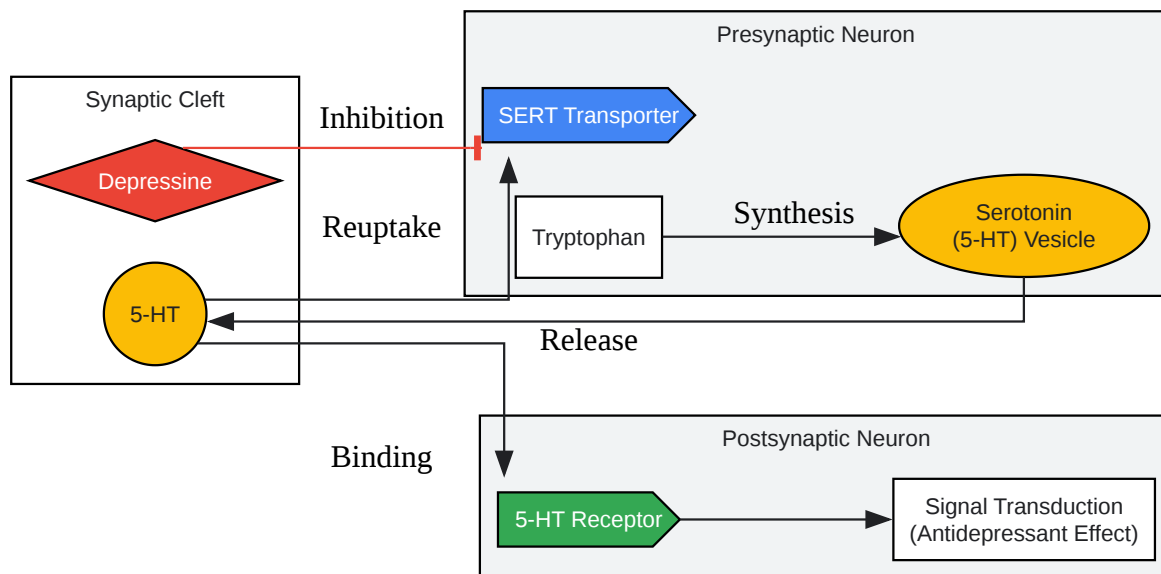 Presynaptic Neuron
Synaptic Cleft
SERT Transporter
Inhibition
Depressine
Reuptake
Tryptophan
Synthesis
Serotonin
(5-HT) Vesicle
5-HT
Release
Postsynaptic Neuron
Binding
5-HT Receptor
Signal Transduction
(Antidepressant Effect)